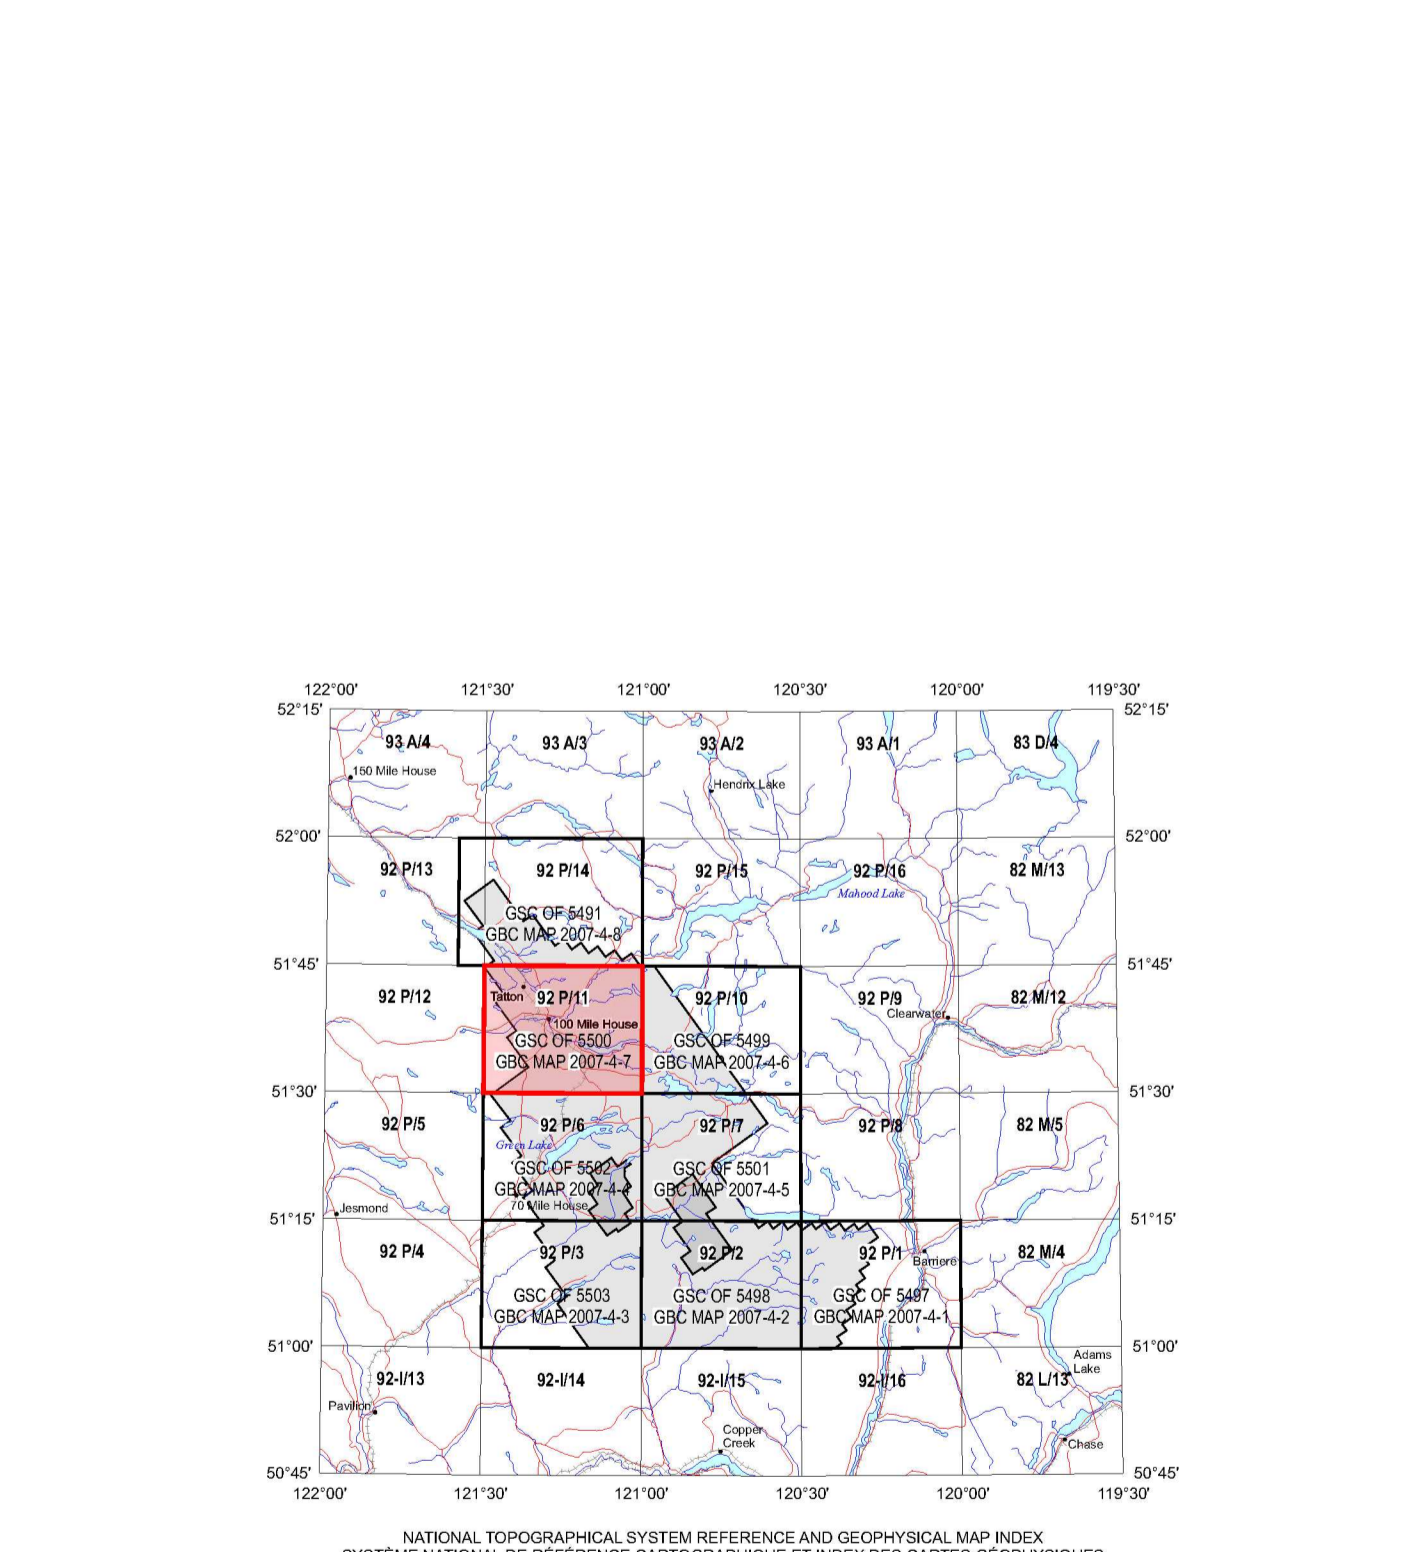 122°00' 121°30' 121°00' 120°30' 120°00' 119°30'
52°15' 52°15'
93 A/4 93 A/3 93 A/2 93 A/1 83 D/4
150 Mile House
Hendrix Lake
52°00' 52°00'
92 P/13 92 P/14 92 P/15 92 P/16 82 M/13
Mahood Lake
GSC OF 5491
GBC MAP 2007-4-8
51°45' 51°45'
92 P/12 Tatton 92 P/11 92 P/10 92 P/9 82 M/12
Clearwater
100 Mile House
GSC OF 5500 GSC OF 5499
GBC MAP 2007-4-7 GBC MAP 2007-4-6
51°30' 51°30'
92 P/5 92 P/6 92 P/7 92 P/8 82 M/5
Green Lake
GSC OF 5502 GSC OF 5501
GBC MAP 2007-4-4 GBC MAP 2007-4-5
70 Mile House
Jesmond
51°15' 51°15'
92 P/4 92 P/3 92 P/2 92 P/1 82 M/4
Barriere
GSC OF 5503 GSC OF 5498 GSC OF 5497
GBC MAP 2007-4-3 GBC MAP 2007-4-2 GBC MAP 2007-4-1
51°00' 51°00'
Adams
Lake
92-I/13 92-I/14 92-I/15 92-I/16 82 L/13
Pavilion
Copper
Creek
Chase
50°45' 50°45'
122°00' 121°30' 121°00' 120°30' 120°00' 119°30'
NATIONAL TOPOGRAPHICAL SYSTEM REFERENCE AND GEOPHYSICAL MAP INDEX
SYSTÈME NATIONAL DE RÉFÉRENCE CARTOGRAPHIQUE ET INDEX DES CARTES GÉOPHYSIQUES